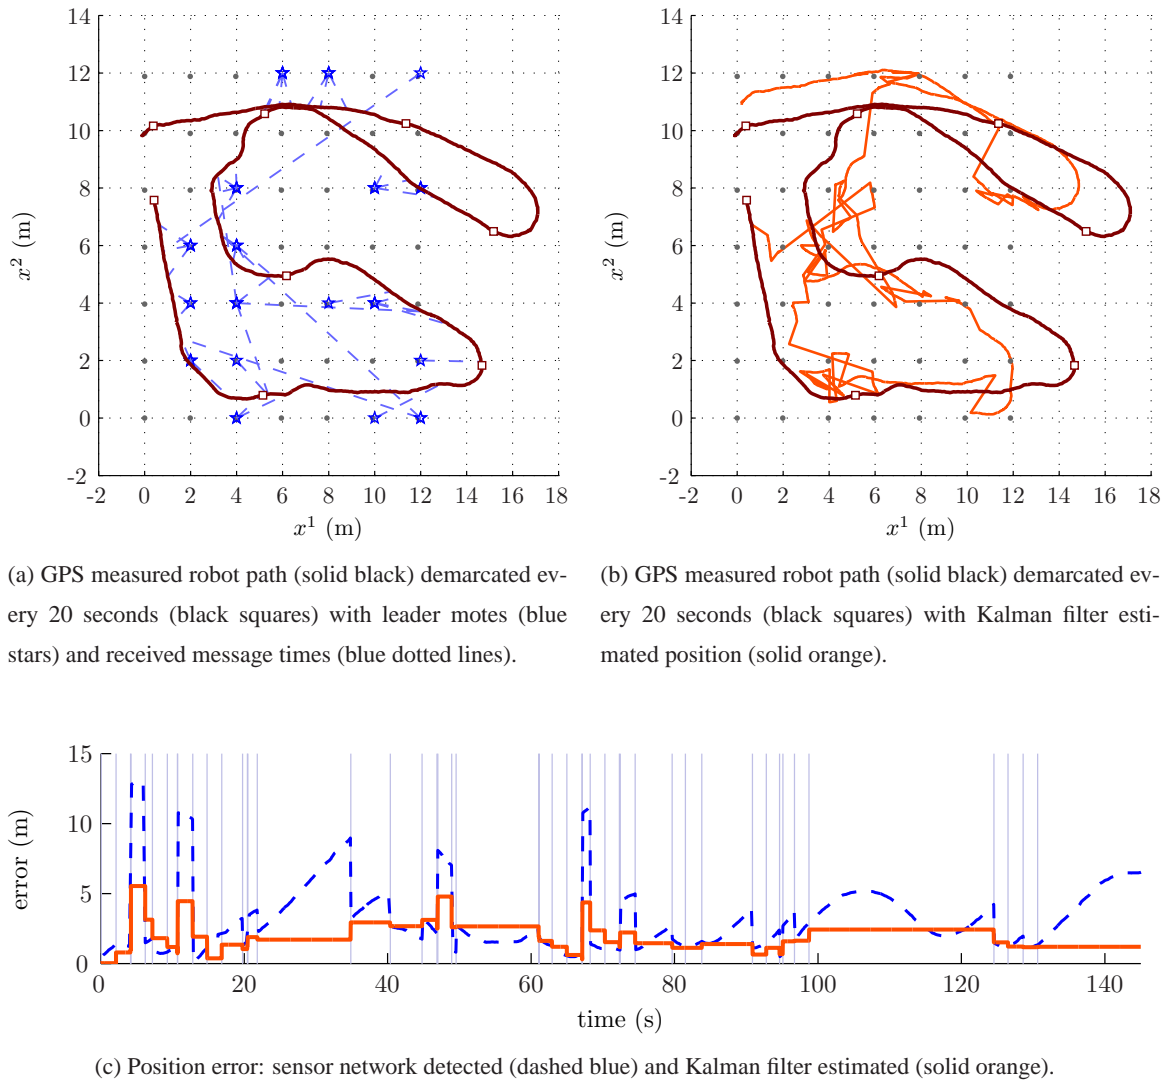 14
12
10
8
6
4
2
0
-2
-2 0 2 4 6 8 10 12 14 16 18
x² (m)
x¹ (m)
14
12
10
8
6
4
2
0
-2
-2 0 2 4 6 8 10 12 14 16 18
x² (m)
x¹ (m)
(a) GPS measured robot path (solid black) demarcated ev-
ery 20 seconds (black squares) with leader motes (blue
stars) and received message times (blue dotted lines).
(b) GPS measured robot path (solid black) demarcated ev-
ery 20 seconds (black squares) with Kalman filter esti-
mated position (solid orange).
15
10
5
0
error (m)
0 20 40 60 80 100 120 140
time (s)
(c) Position error: sensor network detected (dashed blue) and Kalman filter estimated (solid orange).